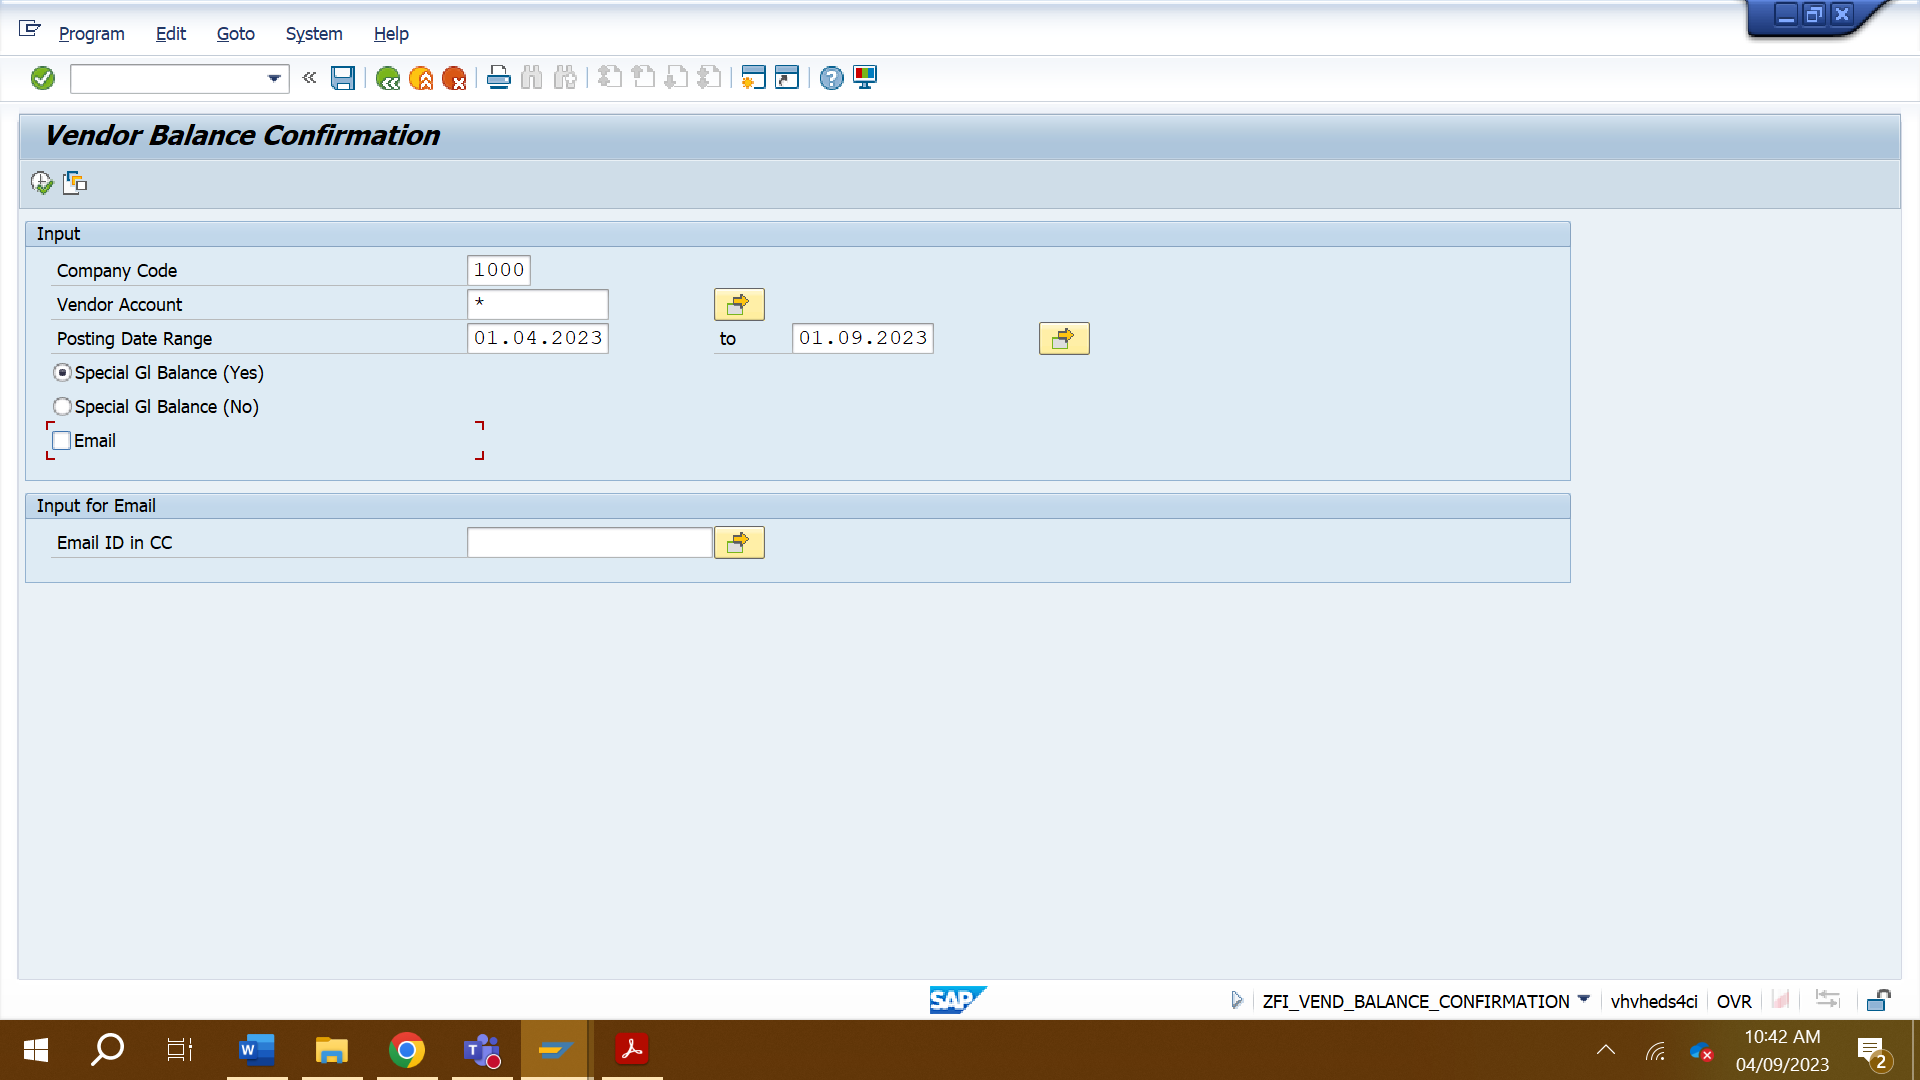 Program Edit Goto System Help
Vendor Balance Confirmation
Input
Company Code 1000
Vendor Account *
Posting Date Range 01.04.2023 to 01.09.2023
Special Gl Balance (Yes)
Special Gl Balance (No)
Email
Input for Email
Email ID in CC
SAP ZFI_VEND_BALANCE_CONFIRMATION vhvheds4ci OVR
10:42 AM
04/09/2023
2